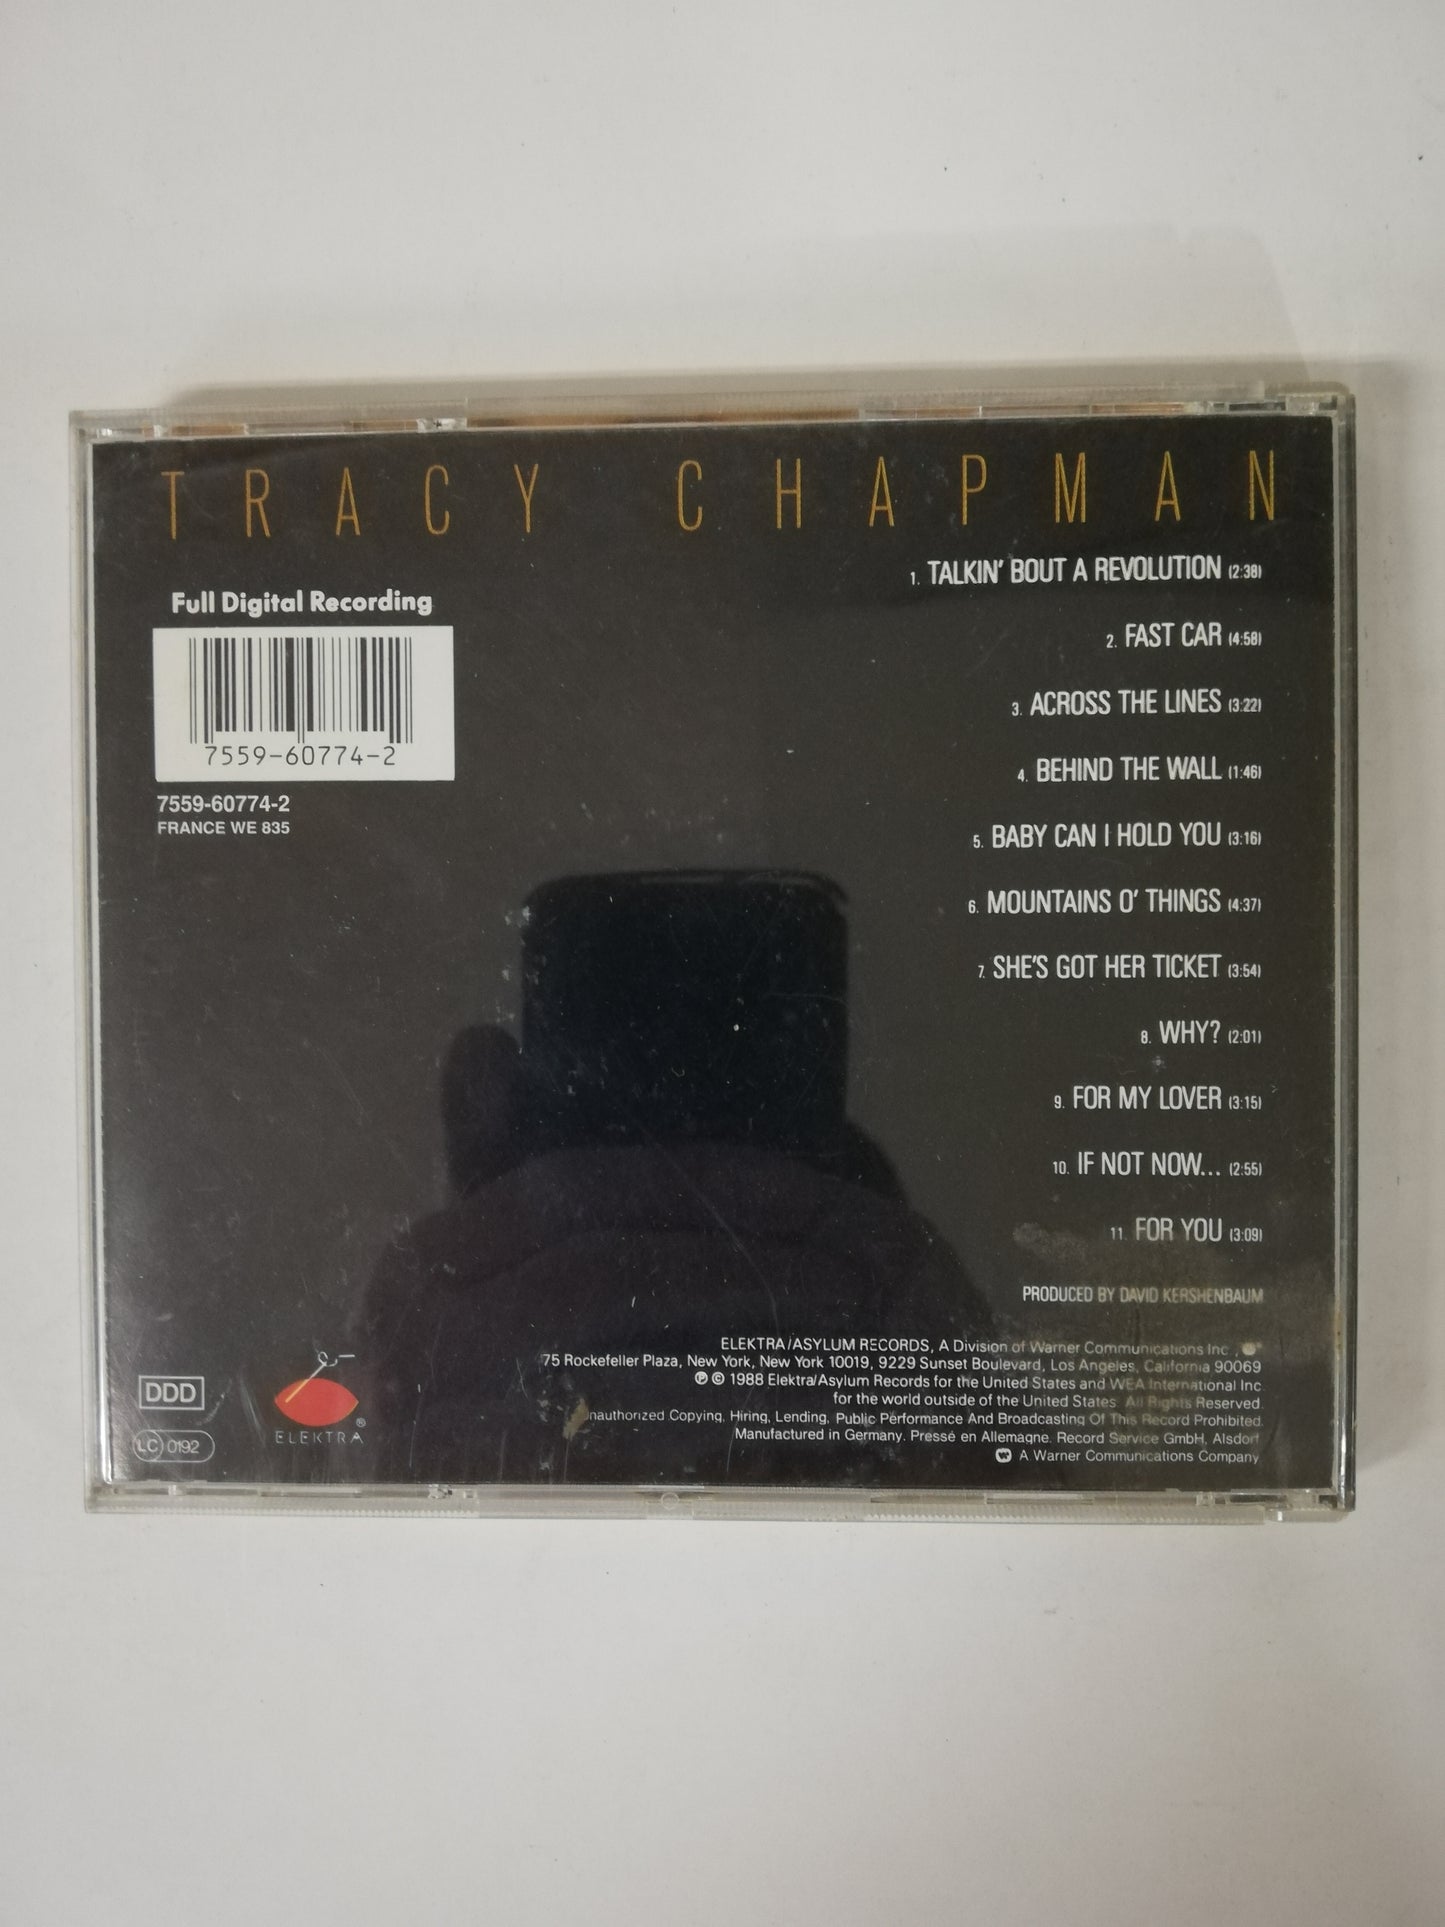 TRACY CHAPMAN
Full Digital Recording
7559-60774-2
7559-60774-2
FRANCE WE 835
1. TALKIN' BOUT A REVOLUTION (2:38)
2. FAST CAR (4:58)
3. ACROSS THE LINES (3:22)
4. BEHIND THE WALL (1:46)
5. BABY CAN I HOLD YOU (3:16)
6. MOUNTAINS O' THINGS (4:37)
7. SHE'S GOT HER TICKET (3:54)
8. WHY? (2:01)
9. FOR MY LOVER (3:15)
10. IF NOT NOW... (2:55)
11. FOR YOU (3:09)
PRODUCED BY DAVID KERSHENBAUM
ELEKTRA/ASYLUM RECORDS, A Division of Warner Communications Inc.,
75 Rockefeller Plaza, New York, New York 10019, 9229 Sunset Boulevard, Los Angeles, California 90069
℗ © 1988 Elektra/Asylum Records for the United States and WEA International Inc
for the world outside of the United States. All Rights Reserved.
nauthorized Copying, Hiring, Lending, Public Performance And Broadcasting Of This Record Prohibited.
Manufactured in Germany. Pressé en Allemagne. Record Service GmbH, Alsdorf
A Warner Communications Company
DDD
LC 0192
ELEKTRA ®